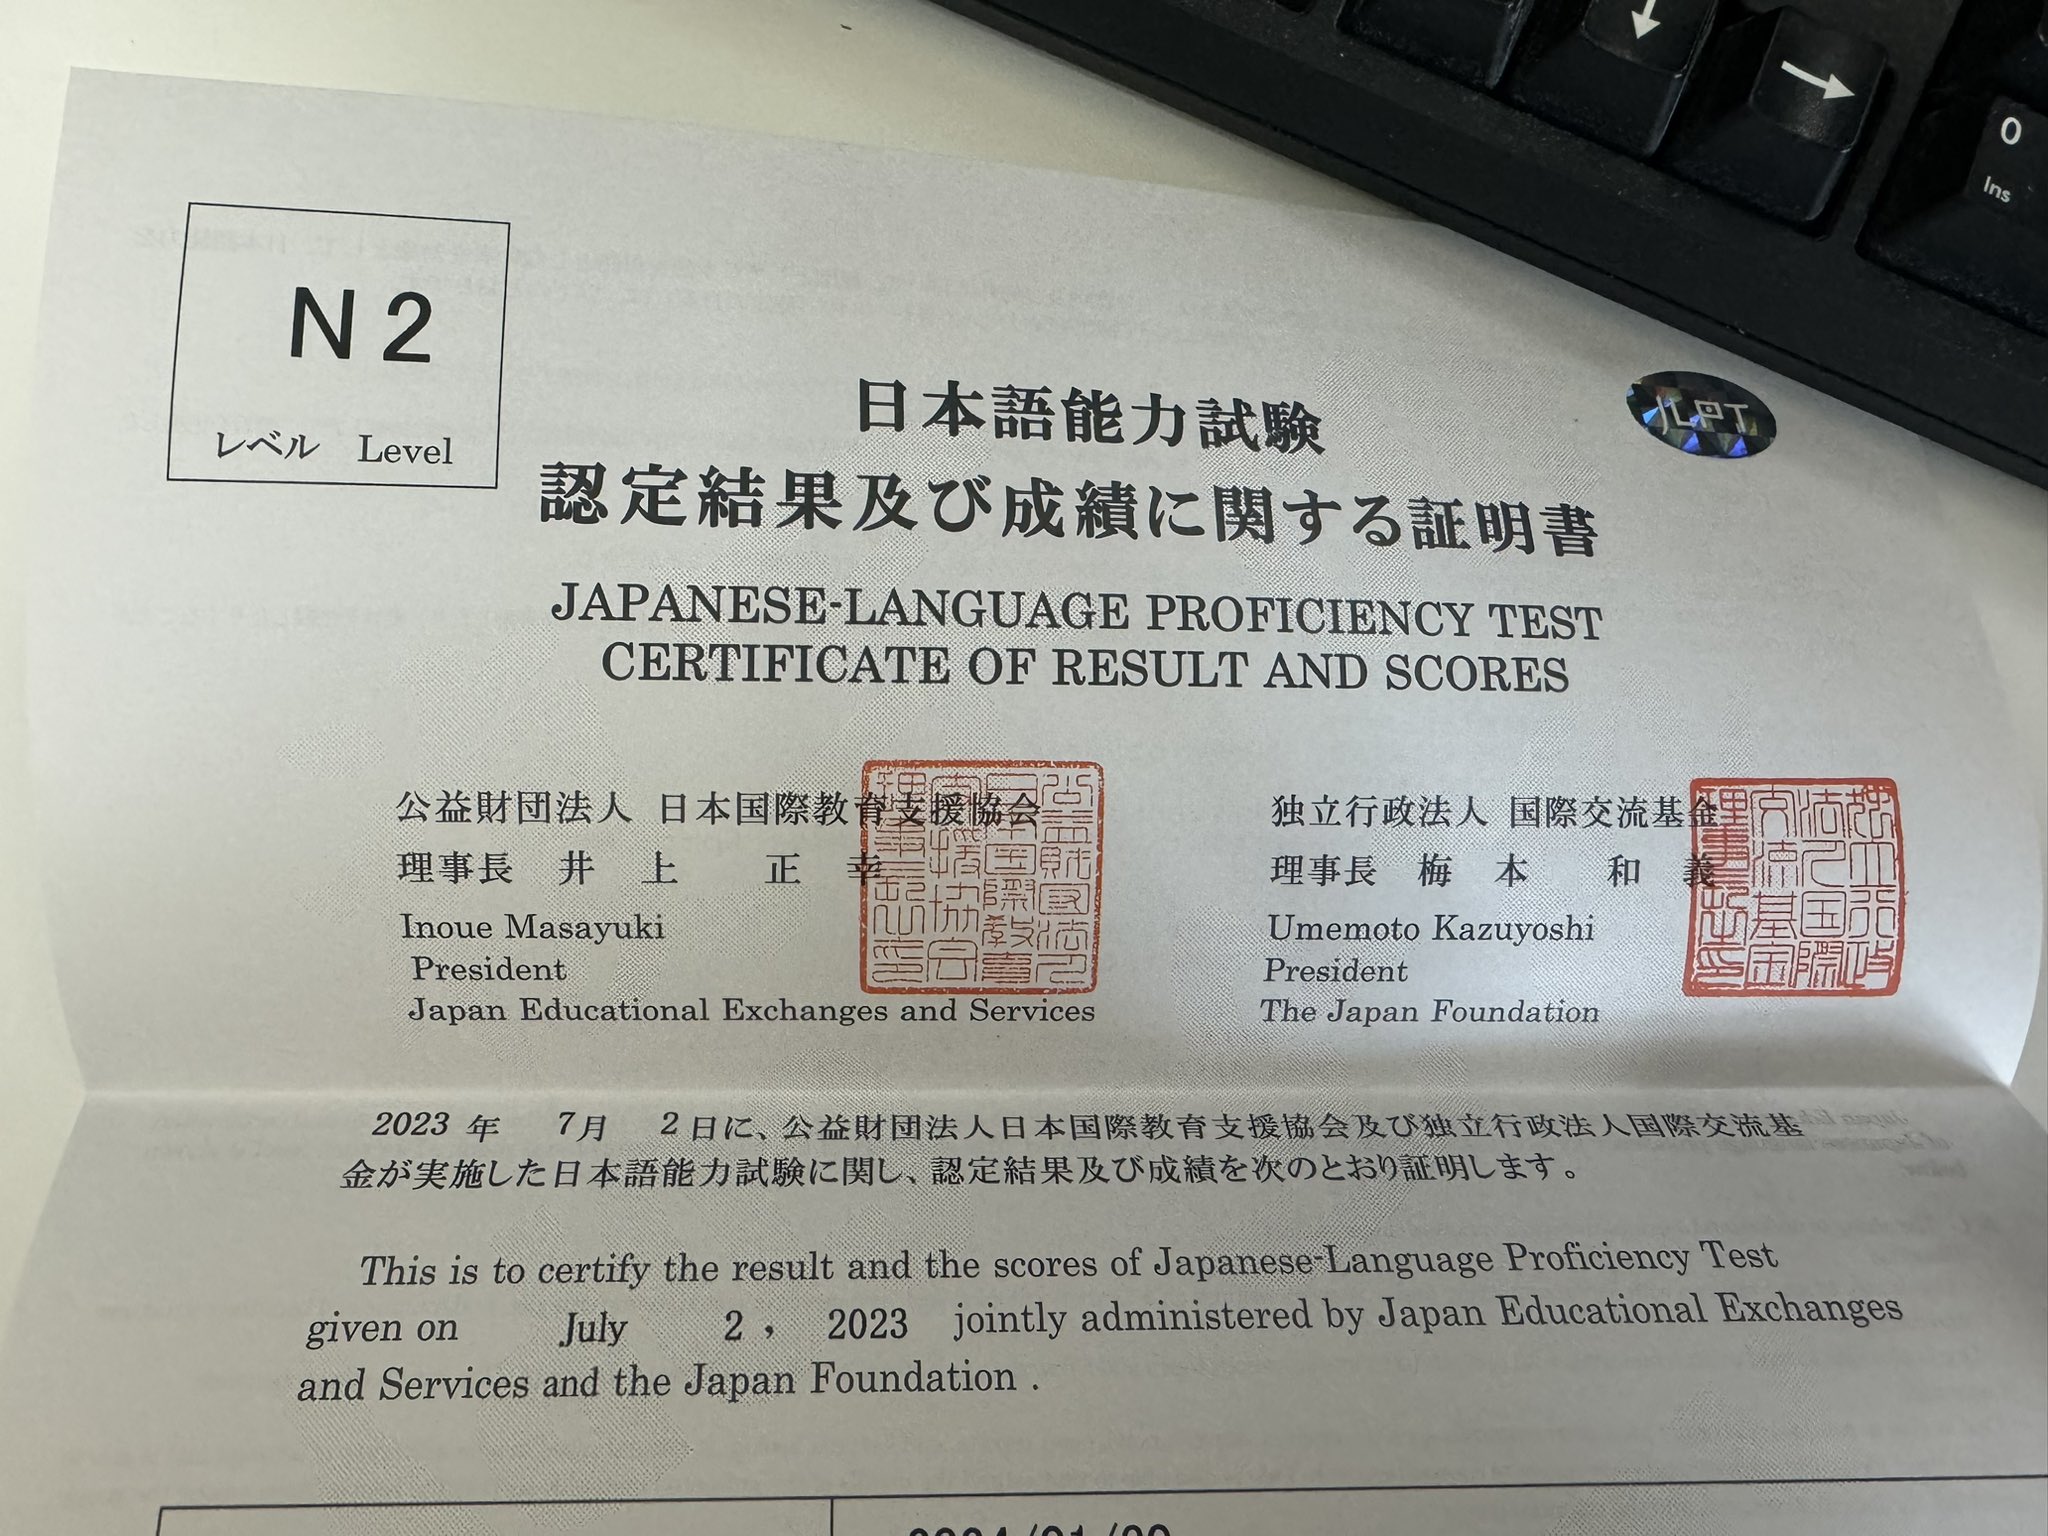 N2
レベル Level
日本語能力試験
JLPT
認定結果及び成績に関する証明書
JAPANESE-LANGUAGE PROFICIENCY TEST
CERTIFICATE OF RESULT AND SCORES
公益財団法人 日本国際教育支援協会
理事長 井上 正幸
Inoue Masayuki
President
Japan Educational Exchanges and Services
独立行政法人 国際交流基金
理事長 梅本 和義
Umemoto Kazuyoshi
President
The Japan Foundation
2023年 7月 2日に、公益財団法人日本国際教育支援協会及び独立行政法人国際交流基
金が実施した日本語能力試験に関し、認定結果及び成績を次のとおり証明します。
This is to certify the result and the scores of Japanese-Language Proficiency Test
given on July 2, 2023 jointly administered by Japan Educational Exchanges
and Services and the Japan Foundation .
0
Ins